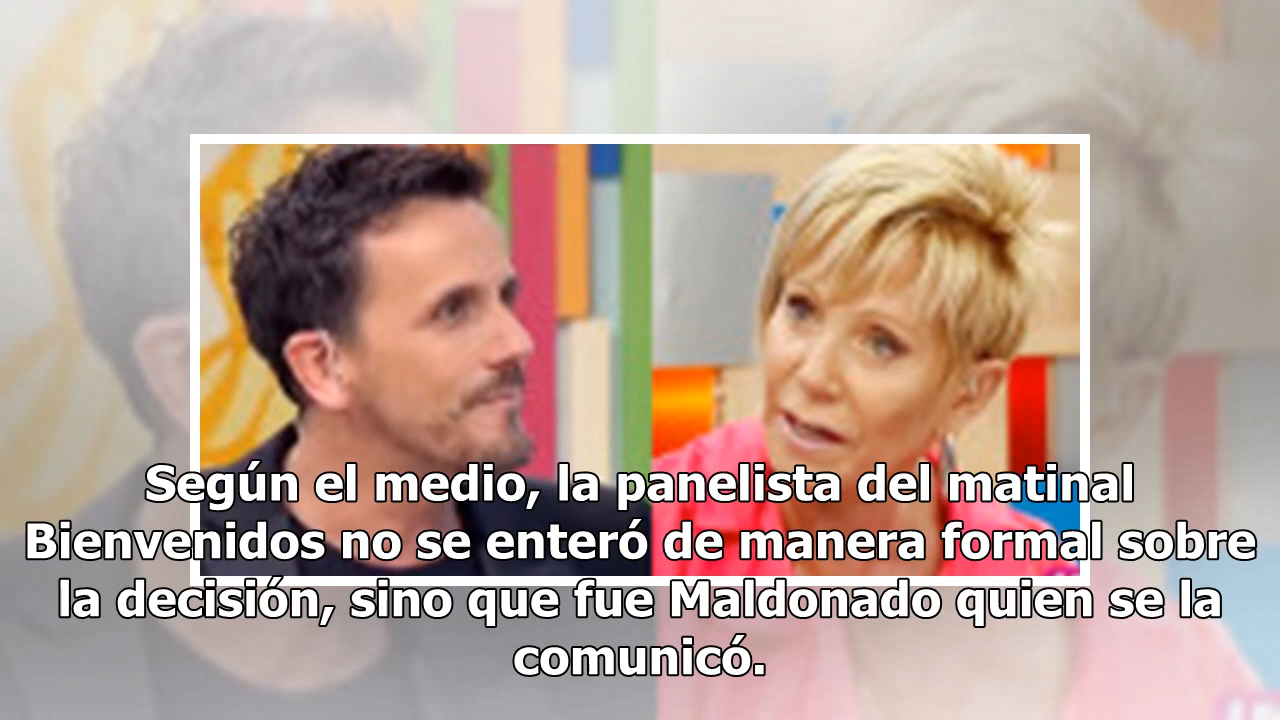 Según el medio, la panelista del matinal
Bienvenidos no se enteró de manera formal sobre
la decisión, sino que fue Maldonado quien se la
comunicó.